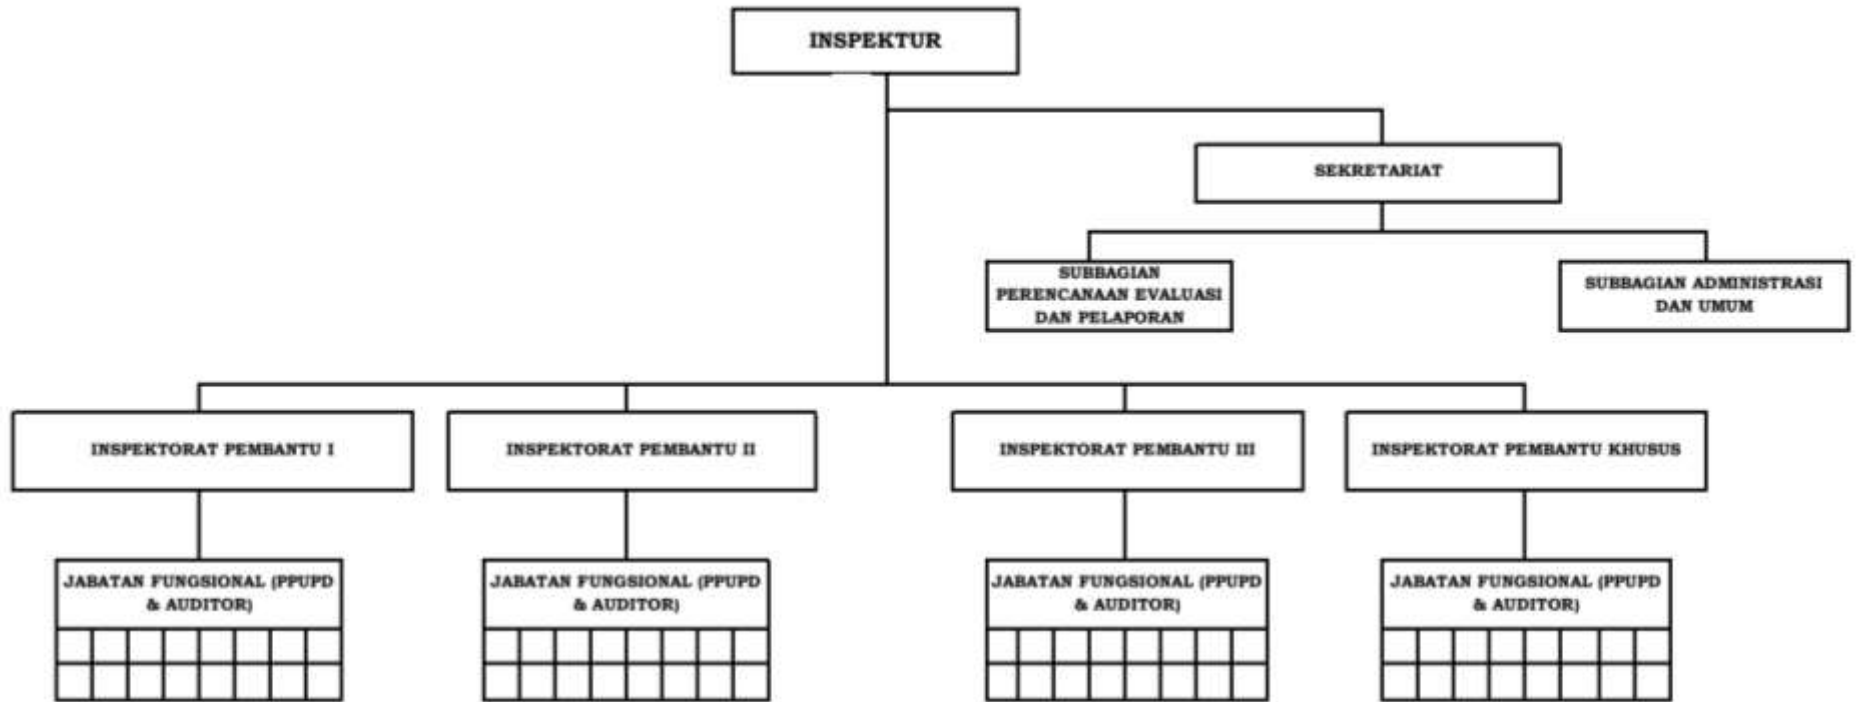 INSPEKTUR
SEKRETARIAT
SUBBAGIAN
PERENCANAAN EVALUASI
DAN PELAPORAN
SUBBAGIAN ADMINISTRASI
DAN UMUM
INSPEKTORAT PEMBANTU I
INSPEKTORAT PEMBANTU II
INSPEKTORAT PEMBANTU III
INSPEKTORAT PEMBANTU KHUSUS
JABATAN FUNGSIONAL (PPUPD
& AUDITOR)
JABATAN FUNGSIONAL (PPUPD
& AUDITOR)
JABATAN FUNGSIONAL (PPUPD
& AUDITOR)
JABATAN FUNGSIONAL (PPUPD
& AUDITOR)